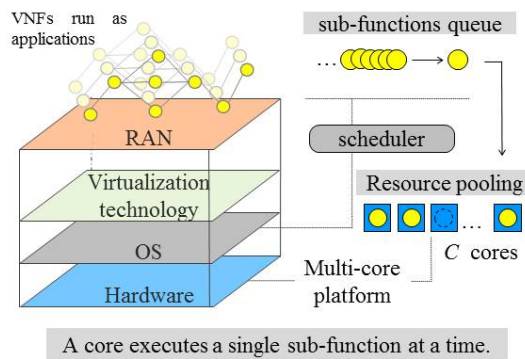 VNFs run as
applications
sub-functions queue
...
RAN
scheduler
Virtualization
technology
Resource pooling
...
OS
C cores
Multi-core
platform
Hardware
A core executes a single sub-function at a time.